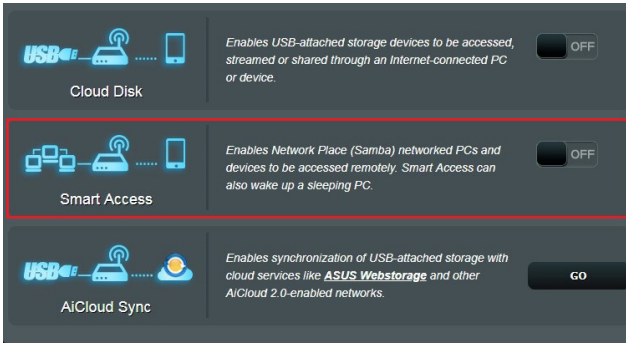 Enables USB-attached storage devices to be accessed,
streamed or shared through an Internet-connected PC
or device.
OFF
USB
Cloud Disk
Enables Network Place (Samba) networked PCs and
devices to be accessed remotely. Smart Access can
also wake up a sleeping PC.
OFF
Smart Access
Enables synchronization of USB-attached storage with
cloud services like ASUS Webstorage and other
AiCloud 2.0-enabled networks.
GO
USB
AiCloud Sync